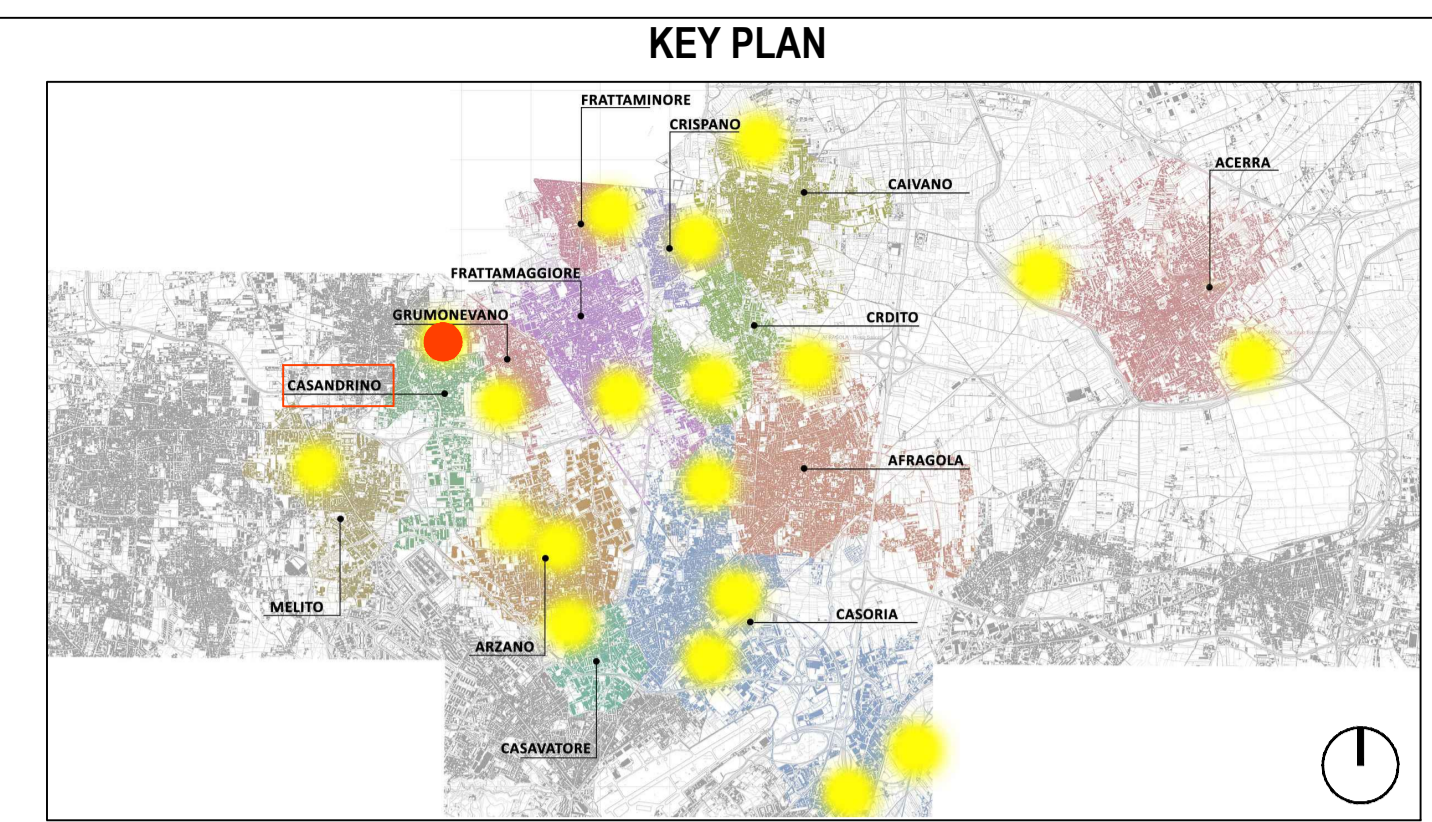 KEY PLAN
FRATTAMINORE
CRISPANO
ACERRA
CAIVANO
FRATTAMAGGIORE
GRUMONEVANO
CRDITO
CASANDRINO
AFRAGOLA
MELITO
CASORIA
ARZANO
CASAVATORE